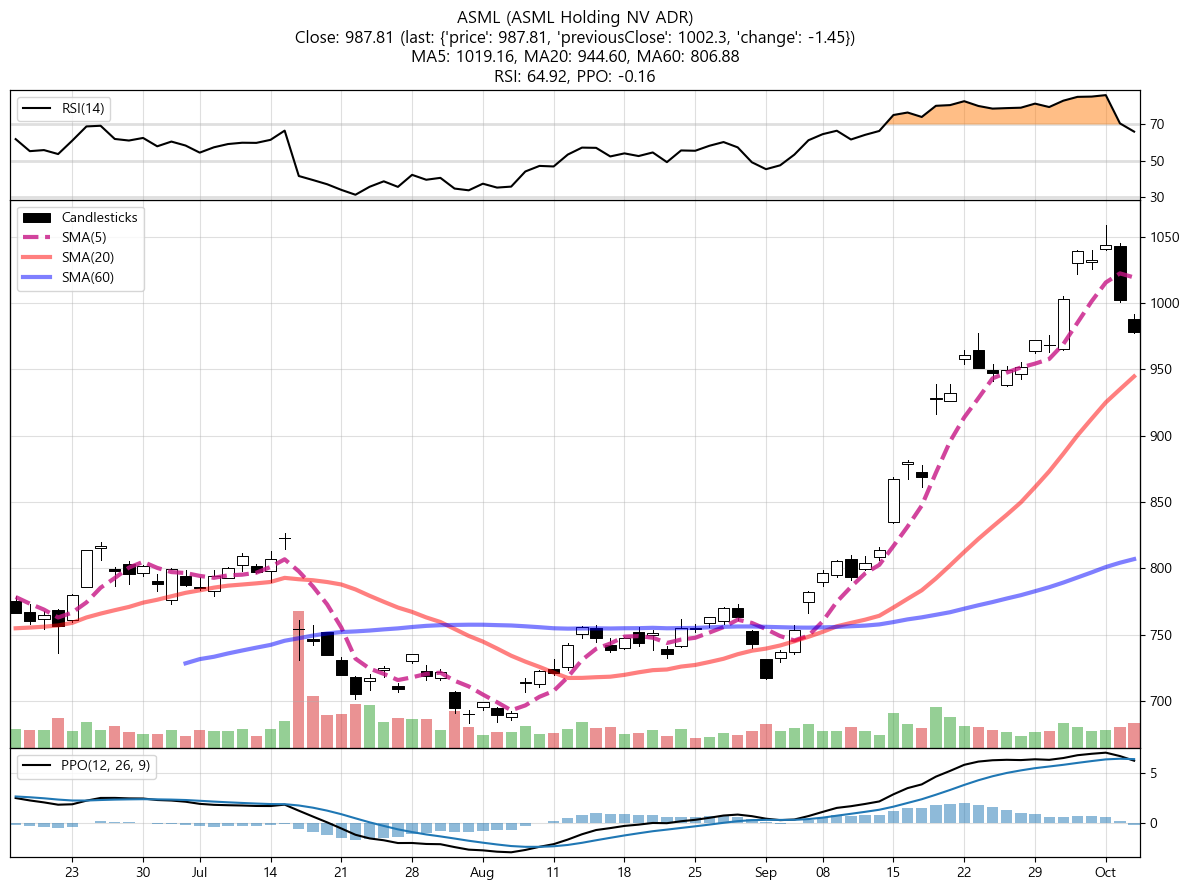 ASML (ASML Holding NV ADR)
Close: 987.81 (last: {'price': 987.81, 'previousClose': 1002.3, 'change': -1.45})
MA5: 1019.16, MA20: 944.60, MA60: 806.88
RSI: 64.92, PPO: -0.16
RSI(14)
70
50
30
Candlesticks
SMA(5)
SMA(20)
SMA(60)
1050
1000
950
900
850
800
750
700
PPO(12, 26, 9)
5
0
23 30 Jul 14 21 28 Aug 11 18 25 Sep 08 15 22 29 Oct